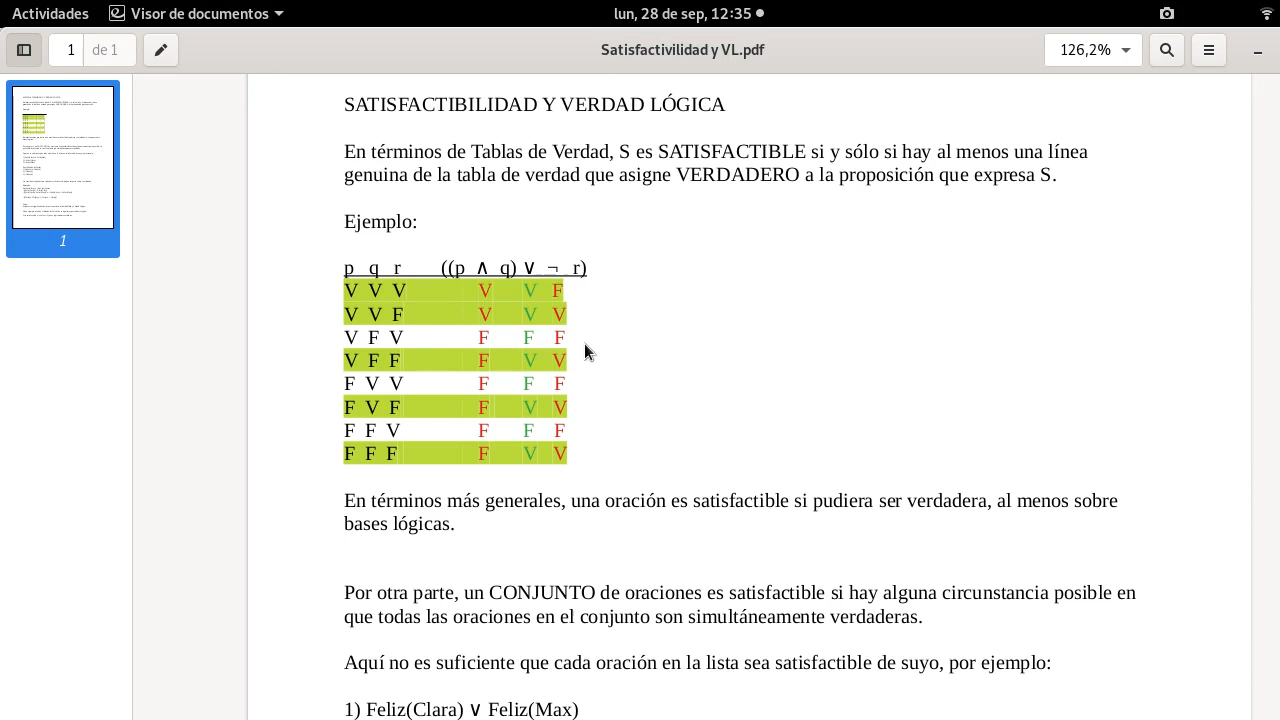 Actividades Visor de documentos lun, 28 de sep, 12:35
1 de 1 Satisfactivilidad y VL.pdf 126,2%
1
SATISFACTIBILIDAD Y VERDAD LÓGICA
En términos de Tablas de Verdad, S es SATISFACTIBLE si y sólo si hay al menos una línea
genuina de la tabla de verdad que asigne VERDADERO a la proposición que expresa S.
Ejemplo:
p q r ((p ∧ q) ∨ ¬ r)
V V V V V F
V V F V V V
V F V F F F
V F F F V V
F V V F F F
F V F F V V
F F V F F F
F F F F V V
En términos más generales, una oración es satisfactible si pudiera ser verdadera, al menos sobre
bases lógicas.
Por otra parte, un CONJUNTO de oraciones es satisfactible si hay alguna circunstancia posible en
que todas las oraciones en el conjunto son simultáneamente verdaderas.
Aquí no es suficiente que cada oración en la lista sea satisfactible de suyo, por ejemplo:
1) Feliz(Clara) ∨ Feliz(Max)